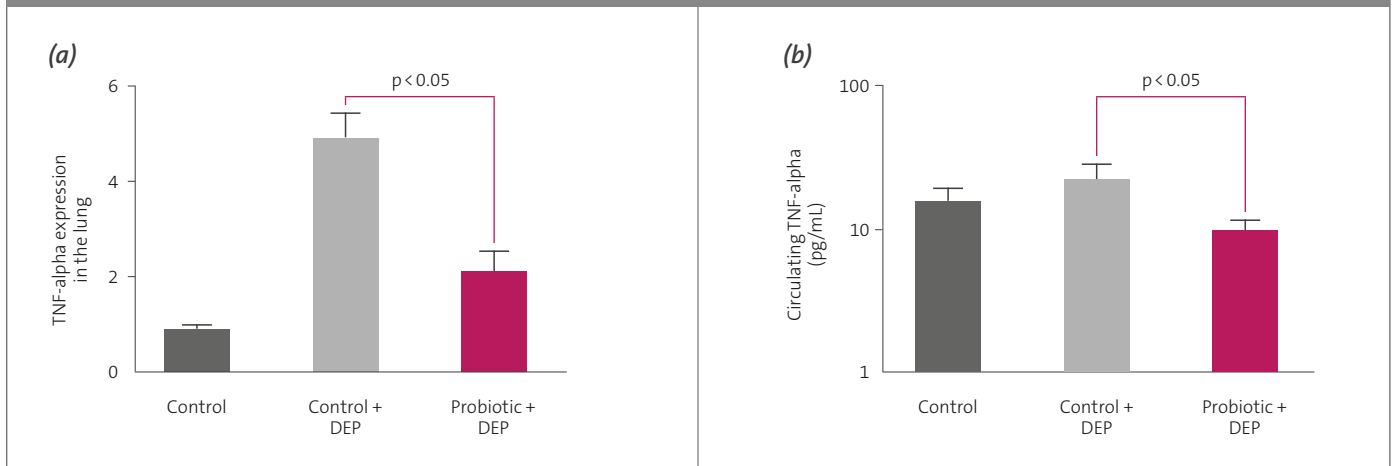 (a)
p < 0.05
6
4
2
0
TNF-alpha expression
in the lung
Control
Control +
DEP
Probiotic +
DEP
(b)
p < 0.05
100
10
1
Circulating TNF-alpha
(pg/mL)
Control
Control +
DEP
Probiotic +
DEP